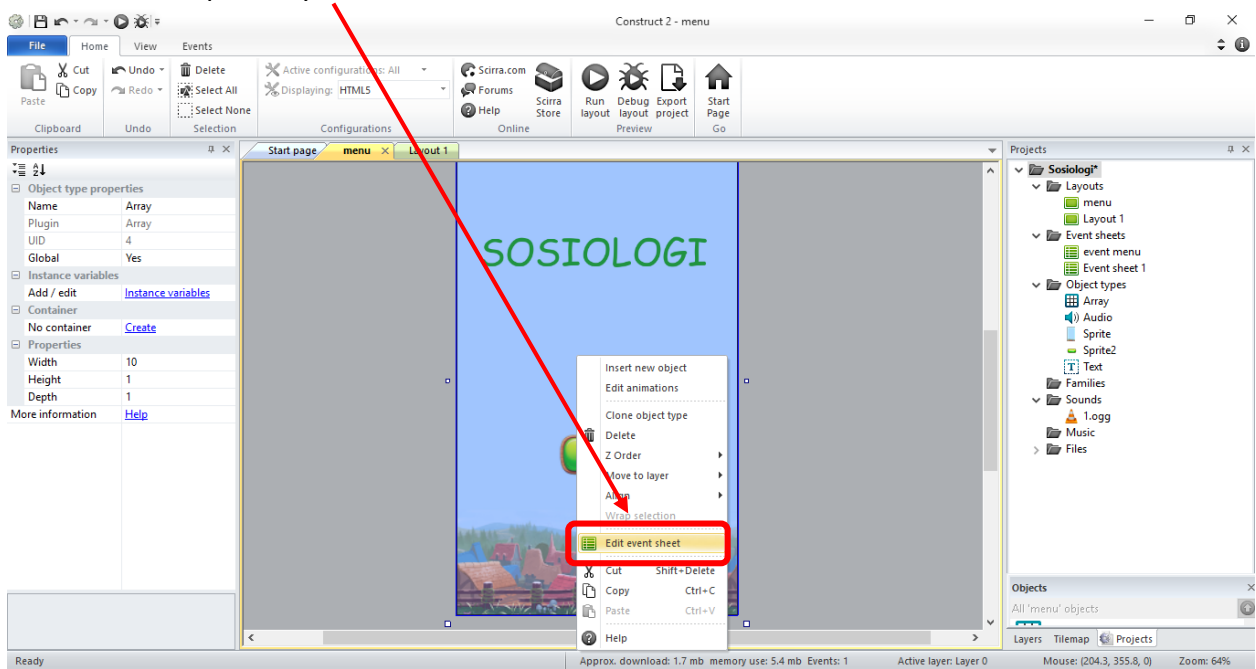 Construct 2 - menu
File Home View Events
Paste Cut Copy Clipboard
Undo Redo Undo
Delete Select All Select None Selection
Active configurations: All
Displaying: HTML5
Configurations
Scirra.com Forums Help Scirra Store Online
Run layout Debug layout Export project Preview
Start Page Go
Properties
Start page menu Layout 1
Projects
Object type properties
Name Array
Plugin Array
UID 4
Global Yes
Instance variables
Add / edit Instance variables
Container
No container Create
Properties
Width 10
Height 1
Depth 1
More information Help
SOSIOLOGI
Insert new object
Edit animations
Clone object type
Delete
Z Order
Move to layer
Align
Wrap selection
Edit event sheet
Cut Shift+Delete
Copy Ctrl+C
Paste Ctrl+V
Help
Sosiologi*
Layouts
menu
Layout 1
Event sheets
event menu
Event sheet 1
Object types
Array
Audio
Sprite
Sprite2
Text
Families
Sounds
1.ogg
Music
Files
Objects
All 'menu' objects
Layers Tilemap Projects
Ready Approx. download: 1.7 mb memory use: 5.4 mb Events: 1 Active layer: Layer 0 Mouse: (204.3, 355.8, 0) Zoom: 64%